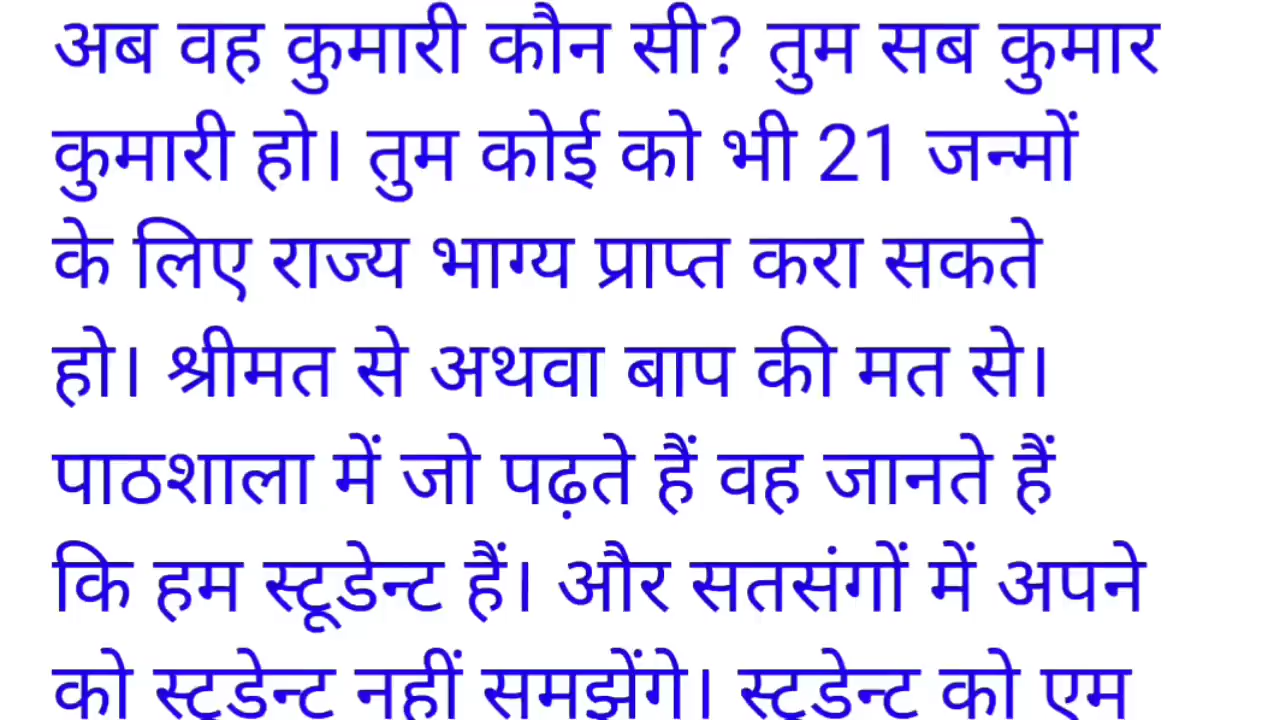 अब वह कुमारी कौन सी? तुम सब कुमार
कुमारी हो। तुम कोई को भी 21 जन्मों
के लिए राज्य भाग्य प्राप्त करा सकते
हो। श्रीमत से अथवा बाप की मत से।
पाठशाला में जो पढ़ते हैं वह जानते हैं
कि हम स्टूडेन्ट हैं। और सतसंगों में अपने
को स्टूडेन्ट नहीं समझेंगे। स्टूडेन्ट को एम